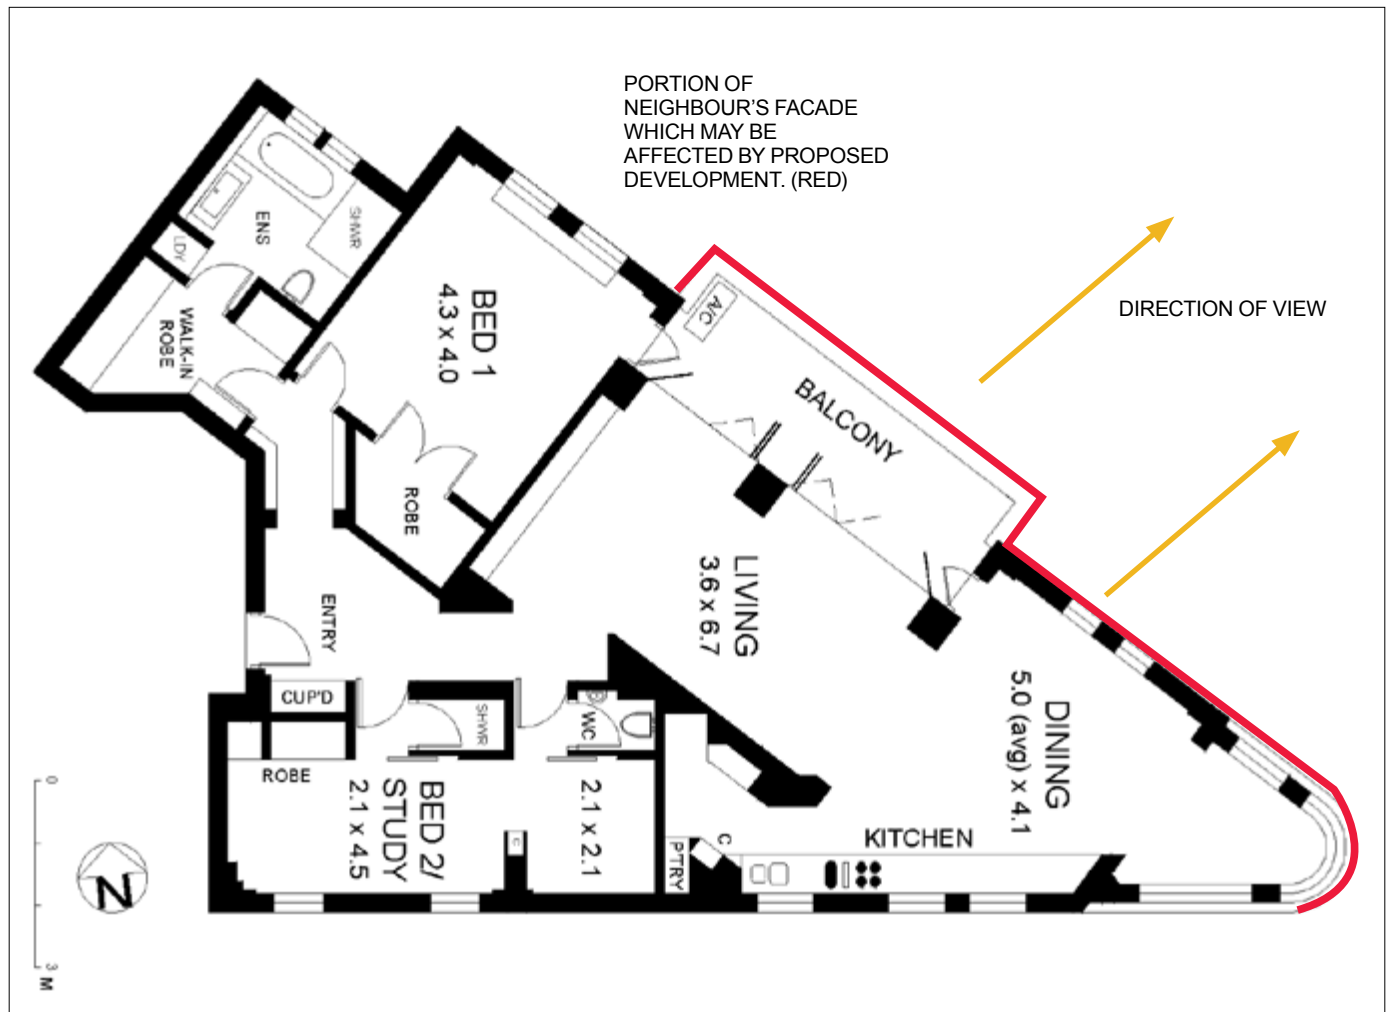 PORTION OF
NEIGHBOUR'S FACADE
WHICH MAY BE
AFFECTED BY PROPOSED
DEVELOPMENT. (RED)
DIRECTION OF VIEW
ENS
SHWR
LDY
WALK-IN
ROBE
BED 1
4.3 x 4.0
A/C
BALCONY
ROBE
LIVING
3.6 x 6.7
ENTRY
CUP'D
SHWR
WC
DINING
5.0 (avg) x 4.1
ROBE
BED 2/
STUDY
2.1 x 4.5
C
2.1 x 2.1
P'TRY
C
KITCHEN
N
0
3 M